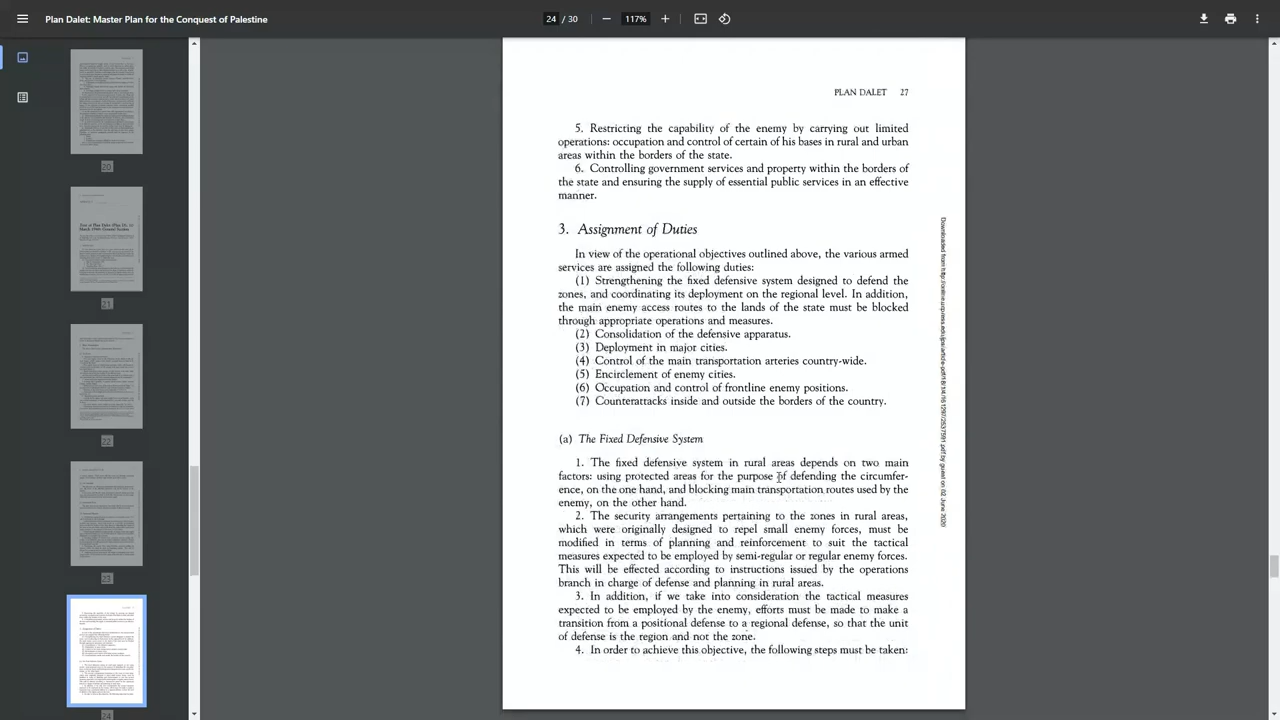 Plan Dalet: Master Plan for the Conquest of Palestine
24 / 30
117%
20
21
22
23
24
PLAN DALET 27
5. Restricting the capability of the enemy by carrying out limited
operations: occupation and control of certain of his bases in rural and urban
areas within the borders of the state.
6. Controlling government services and property within the borders of
the state and ensuring the supply of essential public services in an effective
manner.
3. Assignment of Duties
In view of the operational objectives outlined above, the various armed
services are assigned the following duties:
(1) Strengthening the fixed defensive system designed to defend the
zones, and coordinating its deployment on the regional level. In addition,
the main enemy access routes to the lands of the state must be blocked
through appropriate operations and measures.
(2) Consolidation of the defensive apparatus.
(3) Deployment in major cities.
(4) Control of the main transportation arteries country-wide.
(5) Encirclement of enemy cities.
(6) Occupation and control of frontline enemy positions.
(7) Counterattacks inside and outside the borders of the country.
(a) The Fixed Defensive System
1. The fixed defensive system in rural areas depends on two main
factors: using protected areas for the purpose of defending the circumfer-
ence, on the one hand, and blocking main transportation routes used by the
enemy, on the other hand.
2. The security arrangements pertaining to the zones in rural areas,
which were originally designed to repel small enemy forces, must be
modified in terms of planning and reinforcement to suit the tactical
measures expected to be employed by semi-regular or regular enemy forces.
This will be effected according to instructions issued by the operations
branch in charge of defense and planning in rural areas.
3. In addition, if we take into consideration the tactical measures
expected to be employed by the enemy, efforts must be made to make a
transition from a positional defense to a regional defense, so that the unit
of defense is the region and not the zone.
4. In order to achieve this objective, the following steps must be taken:
by guest on 02 June 2020